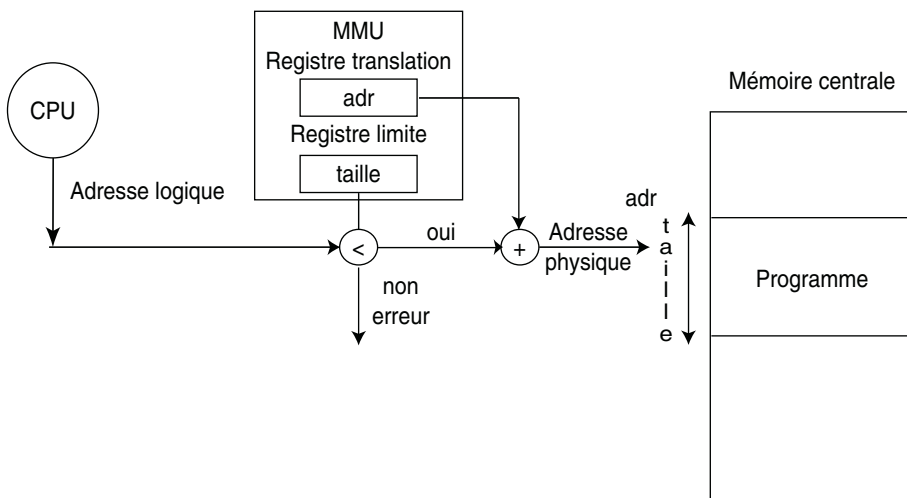 MMU
Registre translation
adr
Registre limite
taille
CPU
Adresse logique
<
oui
+
Adresse
physique
non
erreur
adr
taille
Mémoire centrale
Programme